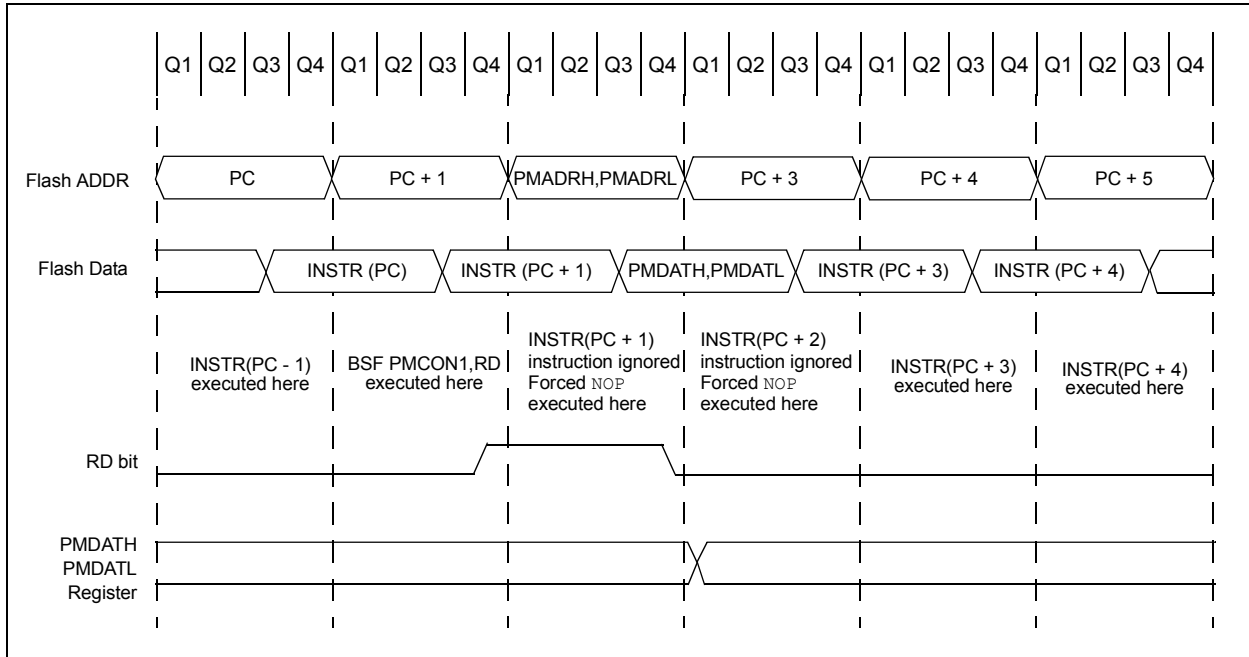 Q1 Q2 Q3 Q4 Q1 Q2 Q3 Q4 Q1 Q2 Q3 Q4 Q1 Q2 Q3 Q4 Q1 Q2 Q3 Q4 Q1 Q2 Q3 Q4
Flash ADDR PC PC + 1 PMADRH,PMADRL PC + 3 PC + 4 PC + 5
Flash Data INSTR (PC) INSTR (PC + 1) PMDATH,PMDATL INSTR (PC + 3) INSTR (PC + 4)
INSTR(PC - 1)
executed here
BSF PMCON1,RD
executed here
INSTR(PC + 1)
instruction ignored
Forced NOP
executed here
INSTR(PC + 2)
instruction ignored
Forced NOP
executed here
INSTR(PC + 3)
executed here
INSTR(PC + 4)
executed here
RD bit
PMDATH
PMDATL
Register